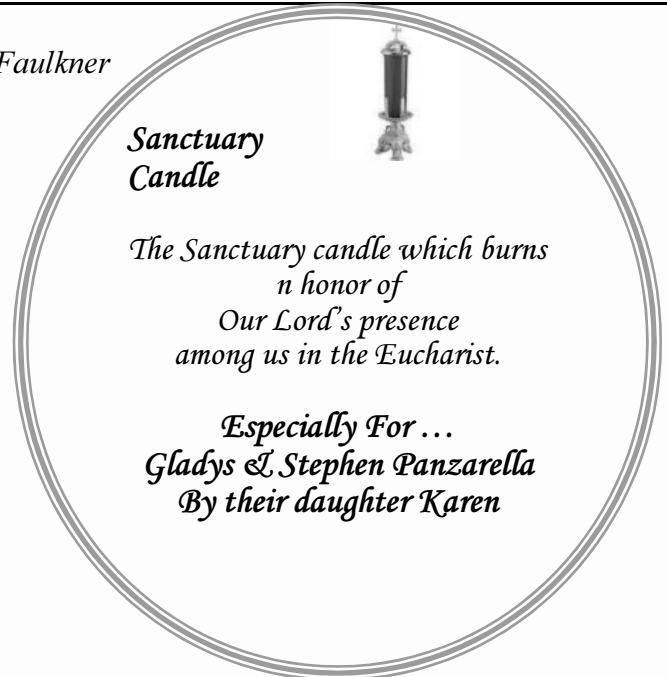 Faulkner
Sanctuary
Candle
The Sanctuary candle which burns
n honor of
Our Lord's presence
among us in the Eucharist.
Especially For …
Gladys & Stephen Panzarella
By their daughter Karen